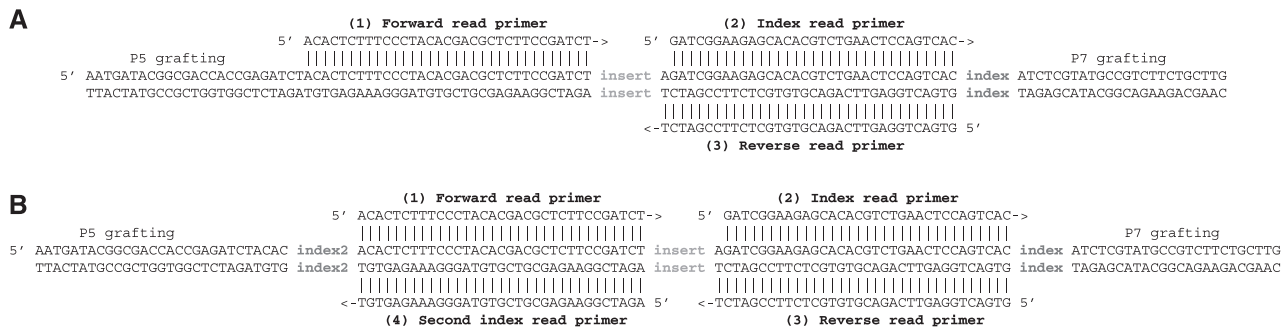 A
(1) Forward read primer (2) Index read primer
5′ ACACTCTTTCCCTACACGACGCTCTTCCGATCT-> 5′ GATCGGAAGAGCACACGTCTGAACTCCAGTCAC->
P5 grafting P7 grafting
5′ AATGATACGGCGACCACCGAGATCTACACTCTTTCCCTACACGACGCTCTTCCGATCT insert AGATCGGAAGAGCACACGTCTGAACTCCAGTCAC index ATCTCGTATGCCGTCTTCTGCTTG
TTACTATGCCGCTGGTGGCTCTAGATGTGAGAAAGGGATGTGCTGCGAGAAGGCTAGA insert TCTAGCCTTCTCGTGTGCAGACTTGAGGTCAGTG index TAGAGCATACGGCAGAAGACGAAC
<-TCTAGCCTTCTCGTGTGCAGACTTGAGGTCAGTG 5′
(3) Reverse read primer
B
(1) Forward read primer (2) Index read primer
5′ ACACTCTTTCCCTACACGACGCTCTTCCGATCT-> 5′ GATCGGAAGAGCACACGTCTGAACTCCAGTCAC->
P5 grafting P7 grafting
5′ AATGATACGGCGACCACCGAGATCTACAC index2 ACACTCTTTCCCTACACGACGCTCTTCCGATCT insert AGATCGGAAGAGCACACGTCTGAACTCCAGTCAC index ATCTCGTATGCCGTCTTCTGCTTG
TTACTATGCCGCTGGTGGCTCTAGATGTG index2 TGTGAGAAAGGGATGTGCTGCGAGAAGGCTAGA insert TCTAGCCTTCTCGTGTGCAGACTTGAGGTCAGTG index TAGAGCATACGGCAGAAGACGAAC
<-TGTGAGAAAGGGATGTGCTGCGAGAAGGCTAGA 5′ <-TCTAGCCTTCTCGTGTGCAGACTTGAGGTCAGTG 5′
(4) Second index read primer (3) Reverse read primer